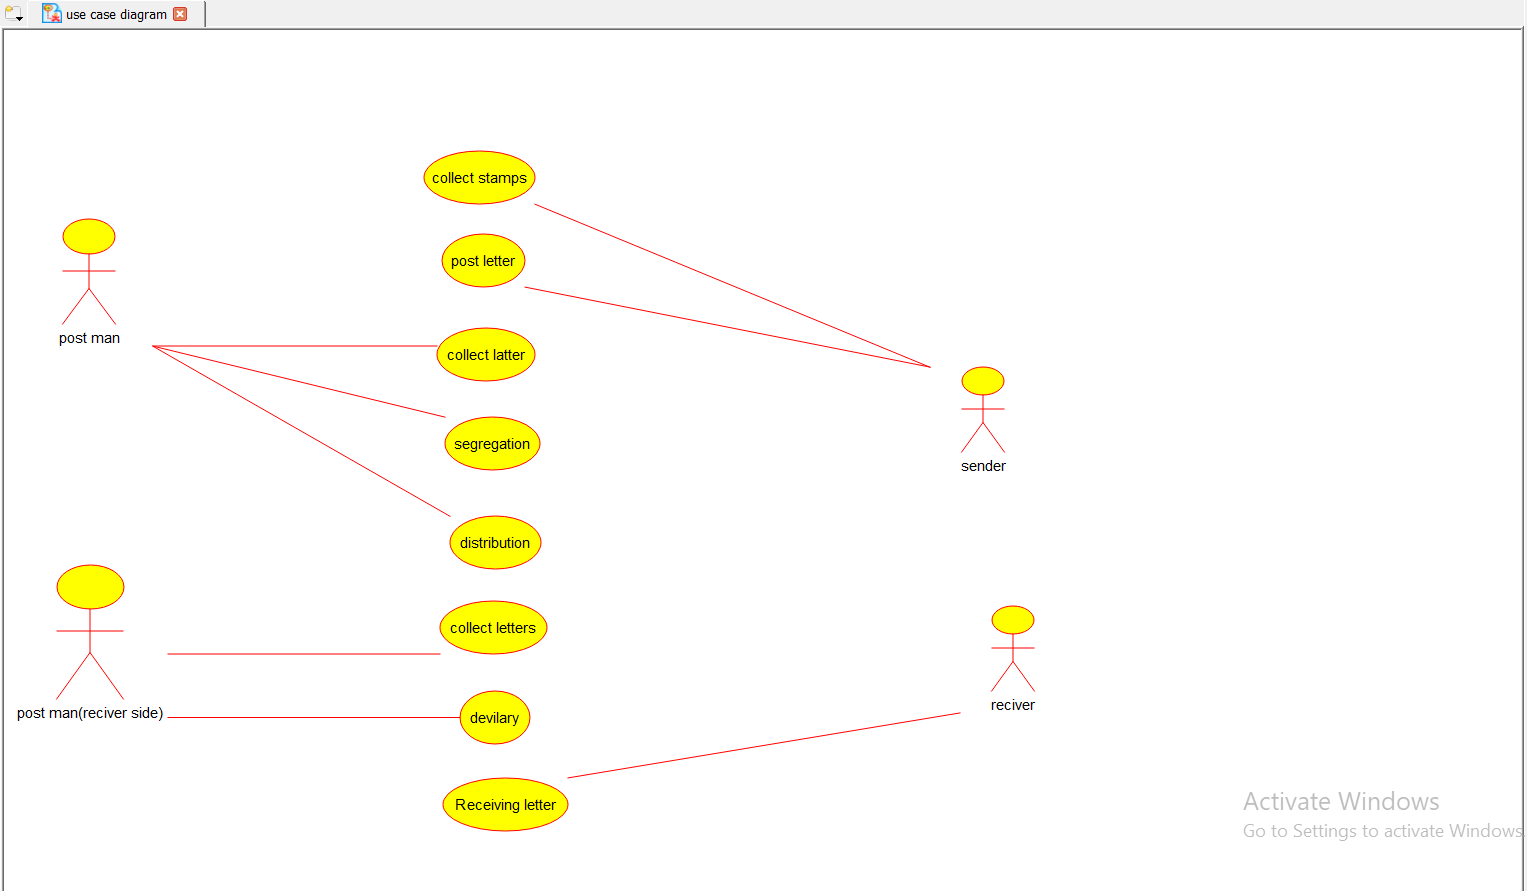 use case diagram
collect stamps
post letter
post man
collect latter
segregation
sender
distribution
collect letters
reciver
post man(reciver side)
devilary
Receiving letter
Activate Windows
Go to Settings to activate Windows.